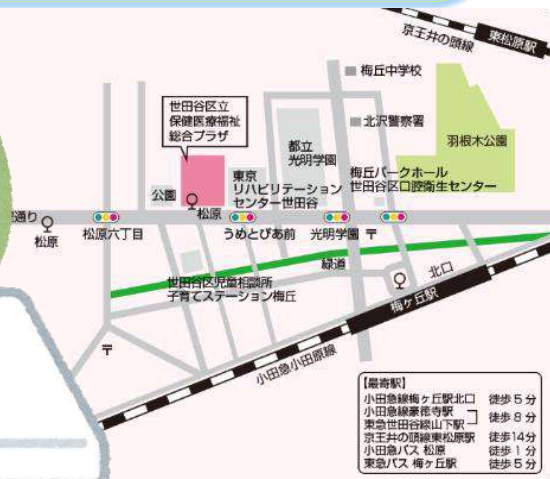 京王井の頭線
東松原駅
梅丘中学校
世田谷区立
保健医療福祉
総合プラザ
北沢警察署
羽根木公園
都立
光明学園
梅丘パークホール
世田谷区口腔衛生センター
東京
リハビリテーション
センター世田谷
公園
松原
通り
松原
松原六丁目
うめとぴあ前
光明学園
緑道
北口
世田谷区児童相談所
子育てステーション梅丘
梅ヶ丘駅
小田急小田原線
【最寄駅】
小田急線梅ヶ丘駅北口 徒歩5分
小田急線豪徳寺駅
東急世田谷線山下駅 徒歩8分
京王井の頭線東松原駅 徒歩14分
小田急バス 松原 徒歩1分
東急バス 梅ヶ丘駅 徒歩5分